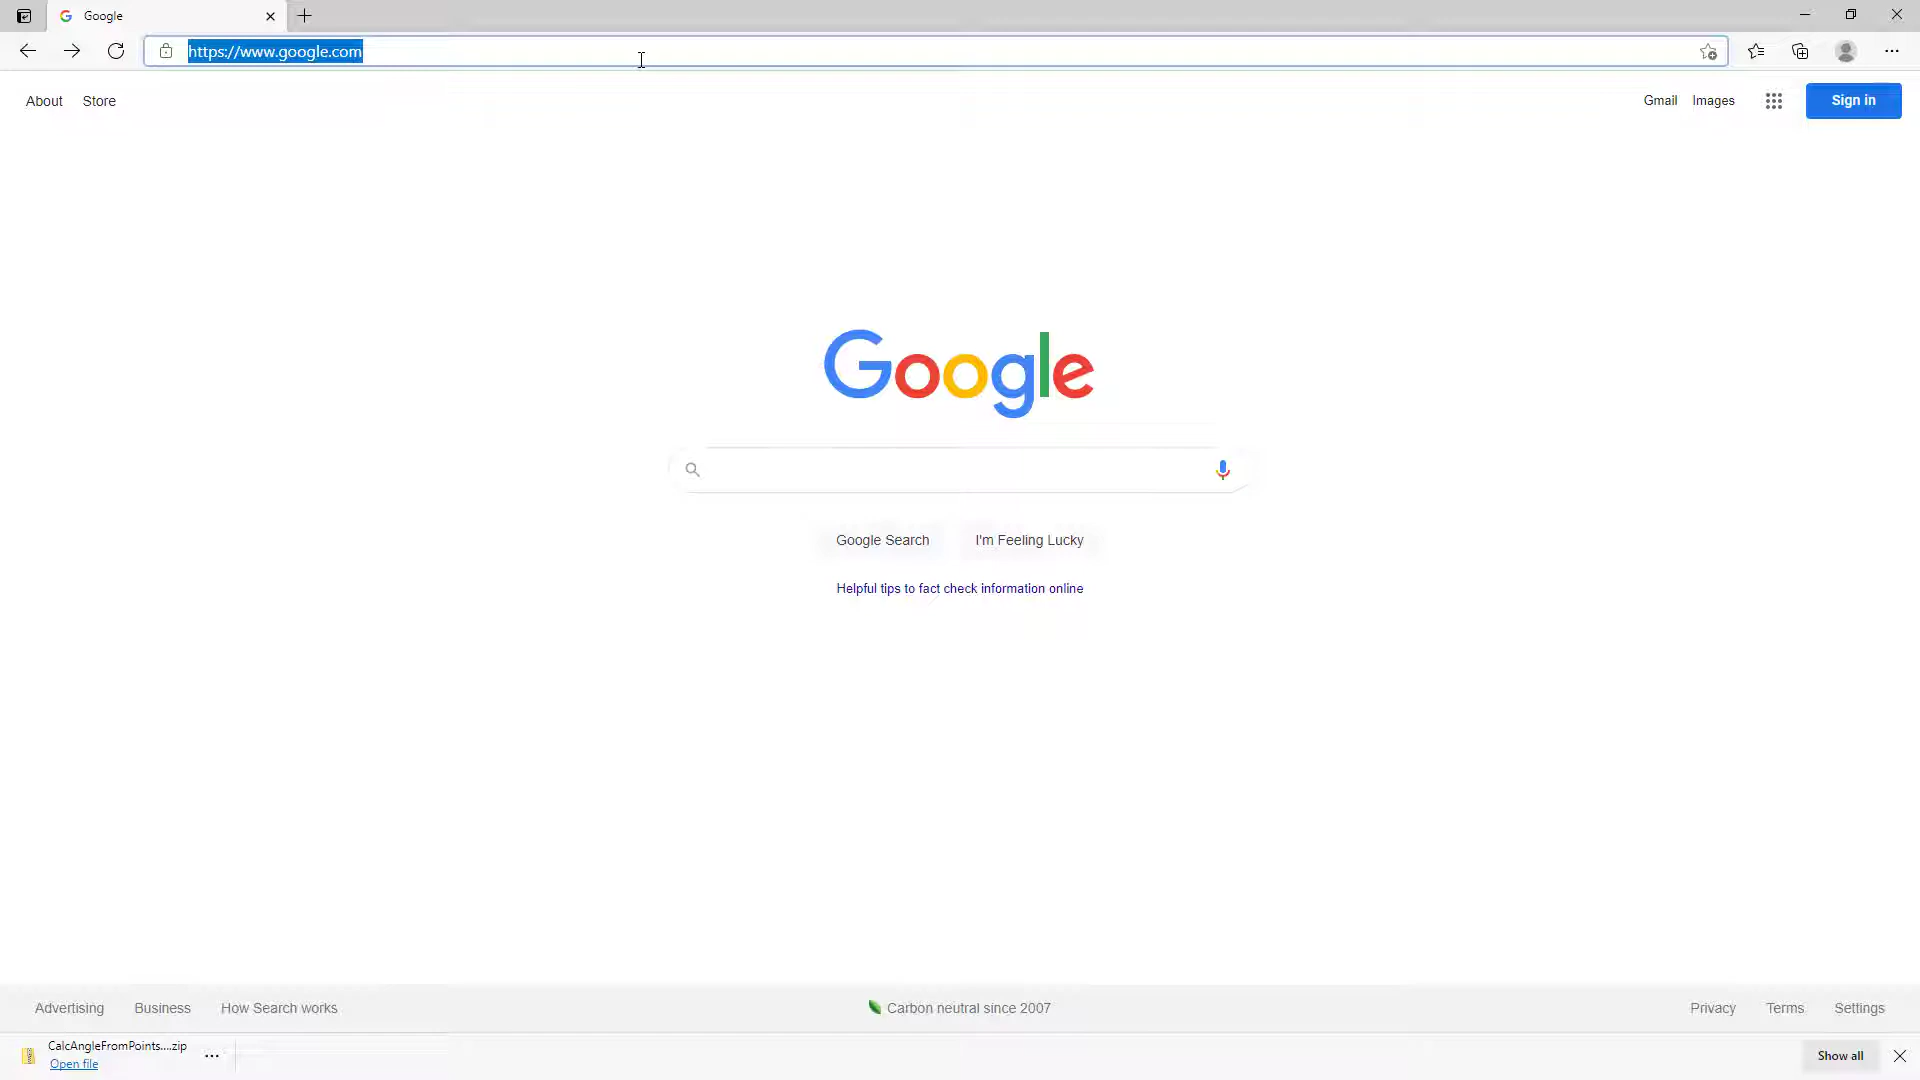 Google
https://www.google.com
About
Store
Gmail
Images
Sign in
Google
Google Search
I'm Feeling Lucky
Helpful tips to fact check information online
Advertising
Business
How Search works
Carbon neutral since 2007
Privacy
Terms
Settings
CalcAngleFromPoints....zip
Open file
Show all